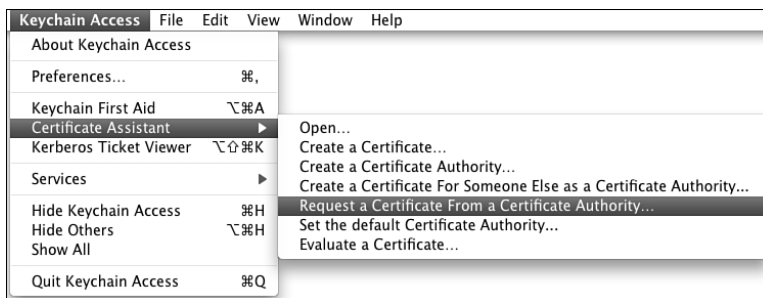 Keychain Access File Edit View Window Help
About Keychain Access
Preferences... ⌘,
Keychain First Aid ⌥⌘A
Certificate Assistant ▶
Kerberos Ticket Viewer ⌥⇧⌘K
Services ▶
Hide Keychain Access ⌘H
Hide Others ⌥⌘H
Show All
Quit Keychain Access ⌘Q
Open...
Create a Certificate...
Create a Certificate Authority...
Create a Certificate For Someone Else as a Certificate Authority...
Request a Certificate From a Certificate Authority...
Set the default Certificate Authority...
Evaluate a Certificate...